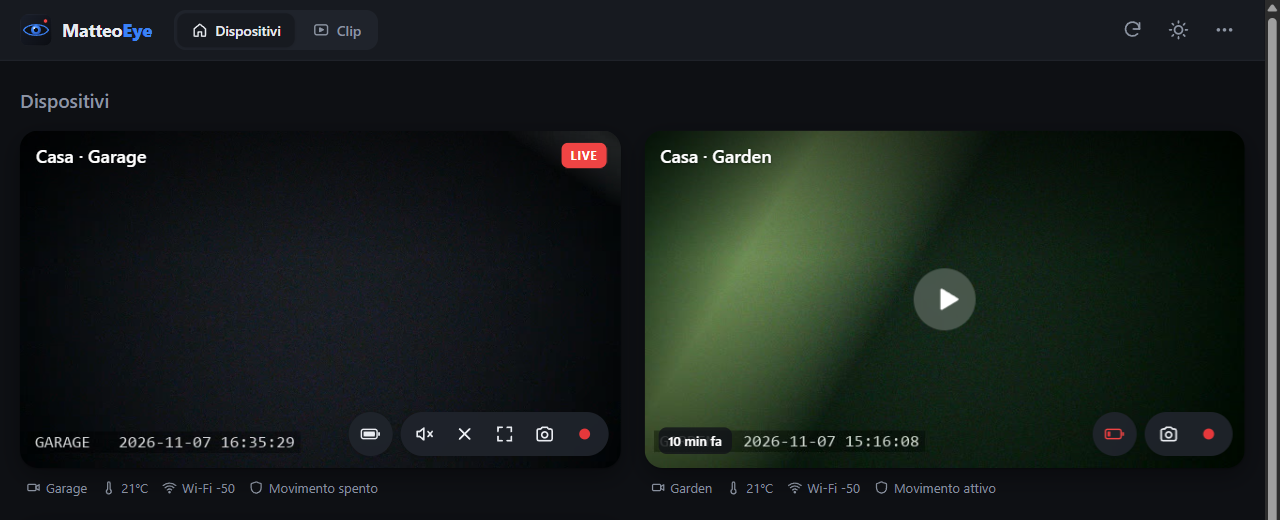 MatteoEye
Dispositivi
Clip
Dispositivi
Casa · Garage
LIVE
GARAGE 2026-11-07 16:35:29
Garage
21°C
Wi-Fi -50
Movimento spento
Casa · Garden
10 min fa
2026-11-07 15:16:08
Garden
21°C
Wi-Fi -50
Movimento attivo